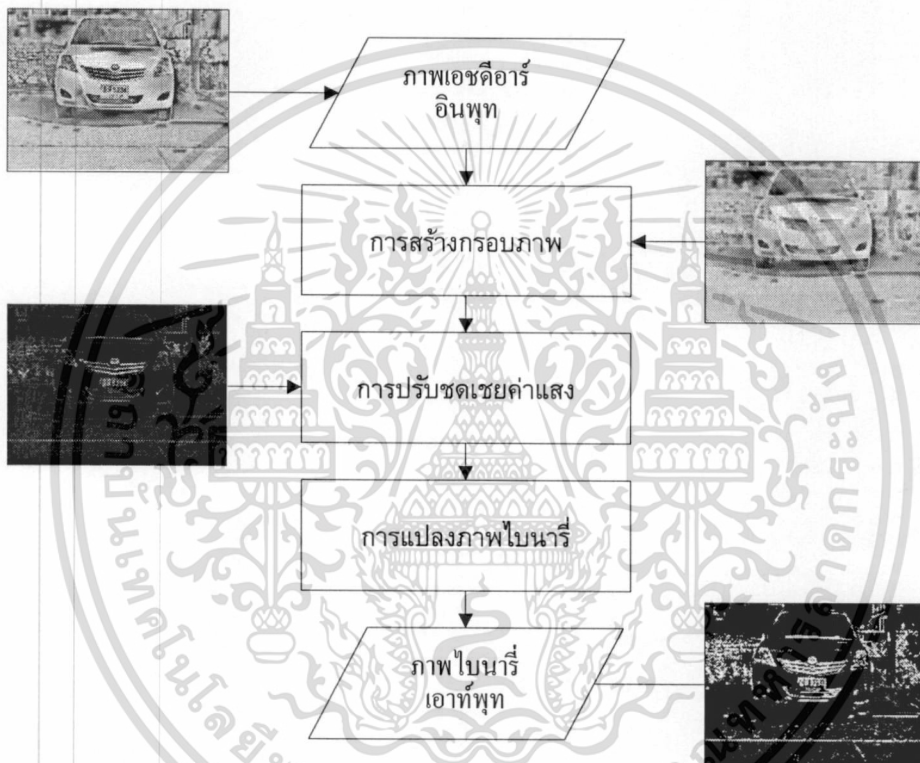 ภาพเอชดีอาร์
อินพุท
การสร้างกรอบภาพ
การปรับชดเชยค่าแสง
การแปลงภาพไบนารี่
ภาพไบนารี่
เอาท์พุท